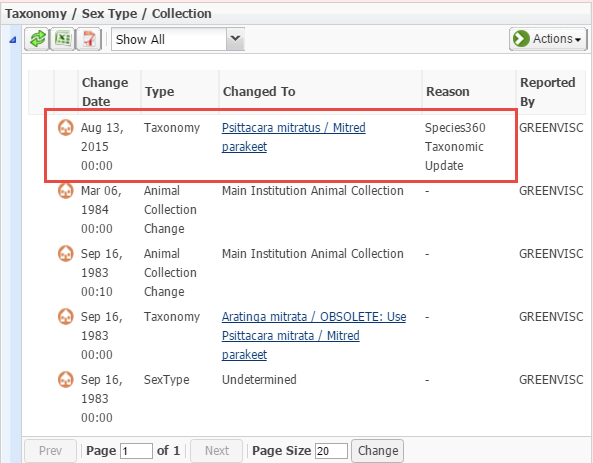 Taxonomy / Sex Type / Collection
Show All
Actions
Change Date Type Changed To Reason Reported By
Aug 13, 2015 00:00 Taxonomy Psittacara mitratus / Mitred parakeet Species360 Taxonomic Update GREENVISC
Mar 06, 1984 00:00 Animal Collection Change Main Institution Animal Collection - GREENVISC
Sep 16, 1983 00:10 Animal Collection Change Main Institution Animal Collection - GREENVISC
Sep 16, 1983 00:00 Taxonomy Aratinga mitrata / OBSOLETE: Use Psittacara mitrata / Mitred parakeet - GREENVISC
Sep 16, 1983 00:00 SexType Undetermined - GREENVISC
Prev Page 1 of 1 Next Page Size 20 Change